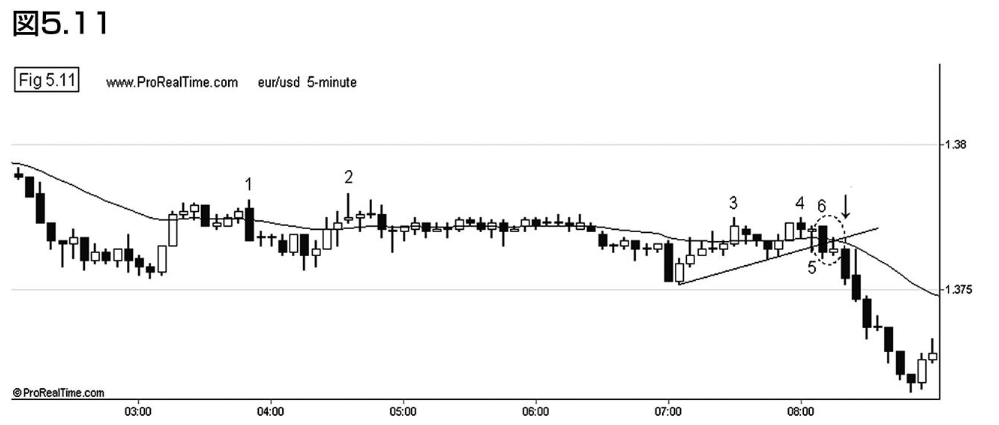 図5.11
Fig 5.11 www.ProRealTime.com eur/usd 5-minute
1.38
1 2 3 4 6
5
1.375
©ProRealTime.com
03:00 04:00 05:00 06:00 07:00 08:00